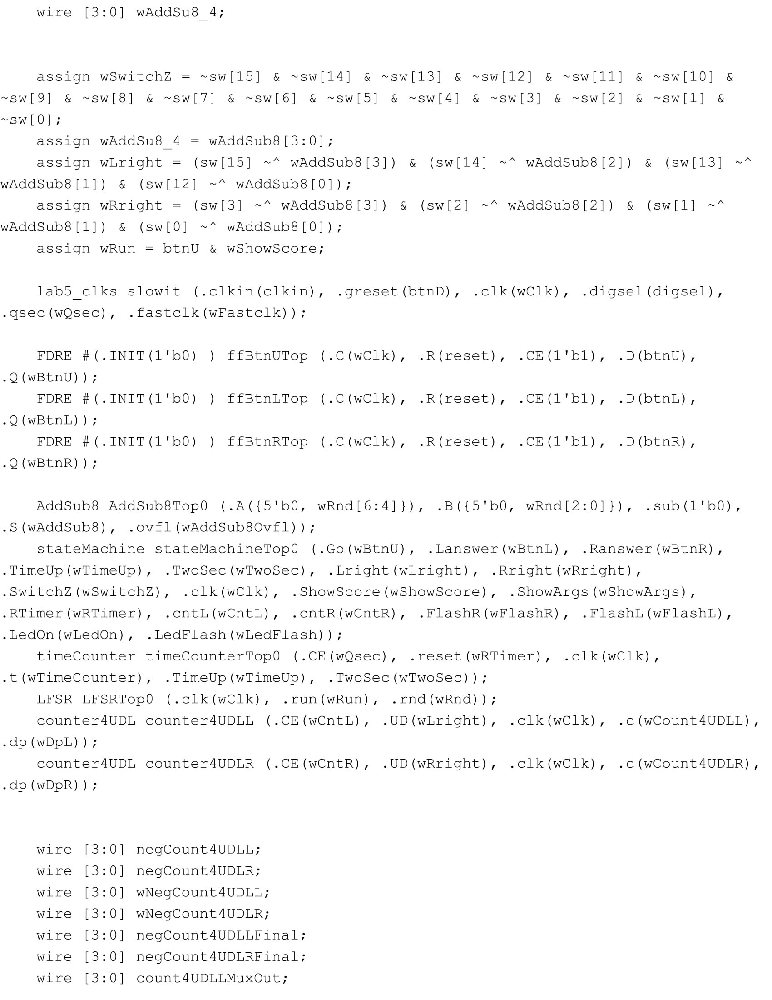 wire [3:0] wAddSu8_4;
assign wSwitchZ = ~sw[15] & ~sw[14] & ~sw[13] & ~sw[12] & ~sw[11] & ~sw[10] &
~sw[9] & ~sw[8] & ~sw[7] & ~sw[6] & ~sw[5] & ~sw[4] & ~sw[3] & ~sw[2] & ~sw[1] &
~sw[0];
assign wAddSu8_4 = wAddSub8[3:0];
assign wLright = (sw[15] ~^ wAddSub8[3]) & (sw[14] ~^ wAddSub8[2]) & (sw[13] ~^
wAddSub8[1]) & (sw[12] ~^ wAddSub8[0]);
assign wRright = (sw[3] ~^ wAddSub8[3]) & (sw[2] ~^ wAddSub8[2]) & (sw[1] ~^
wAddSub8[1]) & (sw[0] ~^ wAddSub8[0]);
assign wRun = btnU & wShowScore;
lab5_clks slowit (.clkin(clkin), .greset(btnD), .clk(wClk), .digsel(digsel),
.qsec(wQsec), .fastclk(wFastclk));
FDRE #(.INIT(1'b0) ) ffBtnUTop (.C(wClk), .R(reset), .CE(1'b1), .D(btnU),
.Q(wBtnU));
FDRE #(.INIT(1'b0) ) ffBtnLTop (.C(wClk), .R(reset), .CE(1'b1), .D(btnL),
.Q(wBtnL));
FDRE #(.INIT(1'b0) ) ffBtnRTop (.C(wClk), .R(reset), .CE(1'b1), .D(btnR),
.Q(wBtnR));
AddSub8 AddSub8Top0 (.A({5'b0, wRnd[6:4]}), .B({5'b0, wRnd[2:0]}), .sub(1'b0),
.S(wAddSub8), .ovfl(wAddSub8Ovfl));
stateMachine stateMachineTop0 (.Go(wBtnU), .Lanswer(wBtnL), .Ranswer(wBtnR),
.TimeUp(wTimeUp), .TwoSec(wTwoSec), .Lright(wLright), .Rright(wRright),
.SwitchZ(wSwitchZ), .clk(wClk), .ShowScore(wShowScore), .ShowArgs(wShowArgs),
.RTimer(wRTimer), .cntL(wCntL), .cntR(wCntR), .FlashR(wFlashR), .FlashL(wFlashL),
.LedOn(wLedOn), .LedFlash(wLedFlash));
timeCounter timeCounterTop0 (.CE(wQsec), .reset(wRTimer), .clk(wClk),
.t(wTimeCounter), .TimeUp(wTimeUp), .TwoSec(wTwoSec));
LFSR LFSRTop0 (.clk(wClk), .run(wRun), .rnd(wRnd));
counter4UDL counter4UDLL (.CE(wCntL), .UD(wLright), .clk(wClk), .c(wCount4UDLL),
.dp(wDpL));
counter4UDL counter4UDLR (.CE(wCntR), .UD(wRright), .clk(wClk), .c(wCount4UDLR),
.dp(wDpR));
wire [3:0] negCount4UDLL;
wire [3:0] negCount4UDLR;
wire [3:0] wNegCount4UDLL;
wire [3:0] wNegCount4UDLR;
wire [3:0] negCount4UDLLFinal;
wire [3:0] negCount4UDLRFinal;
wire [3:0] count4UDLLMuxOut;